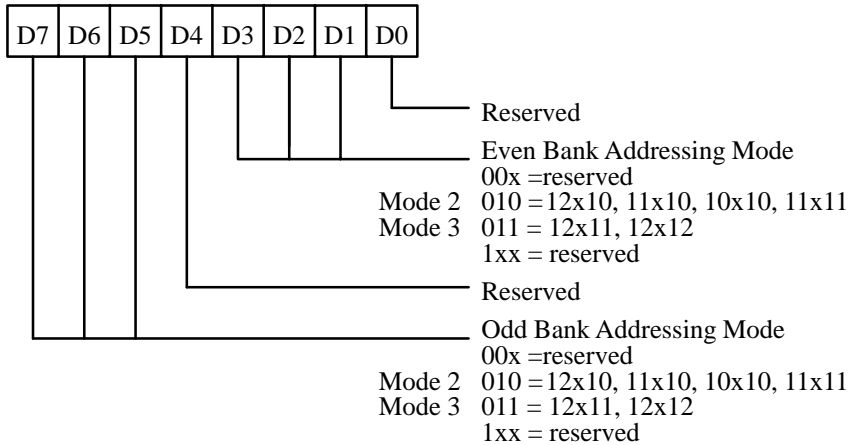 D7 D6 D5 D4 D3 D2 D1 D0
Reserved
Even Bank Addressing Mode
00x =reserved
Mode 2 010 =12x10, 11x10, 10x10, 11x11
Mode 3 011 = 12x11, 12x12
1xx = reserved
Reserved
Odd Bank Addressing Mode
00x =reserved
Mode 2 010 =12x10, 11x10, 10x10, 11x11
Mode 3 011 = 12x11, 12x12
1xx = reserved